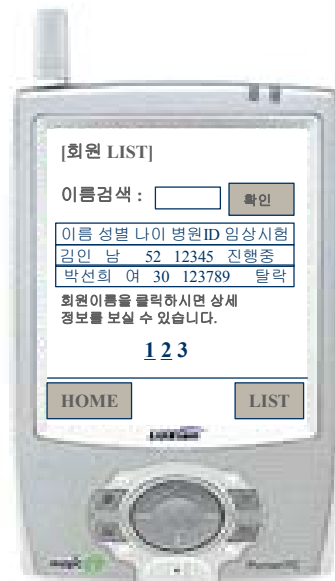 [회원 LIST]
이름검색 : 확인
이름 성별 나이 병원ID 임상시험
김인 남 52 12345 진행중
박선희 여 30 123789 탈락
회원이름을 클릭하시면 상세
정보를 보실 수 있습니다.
1 2 3
HOME LIST